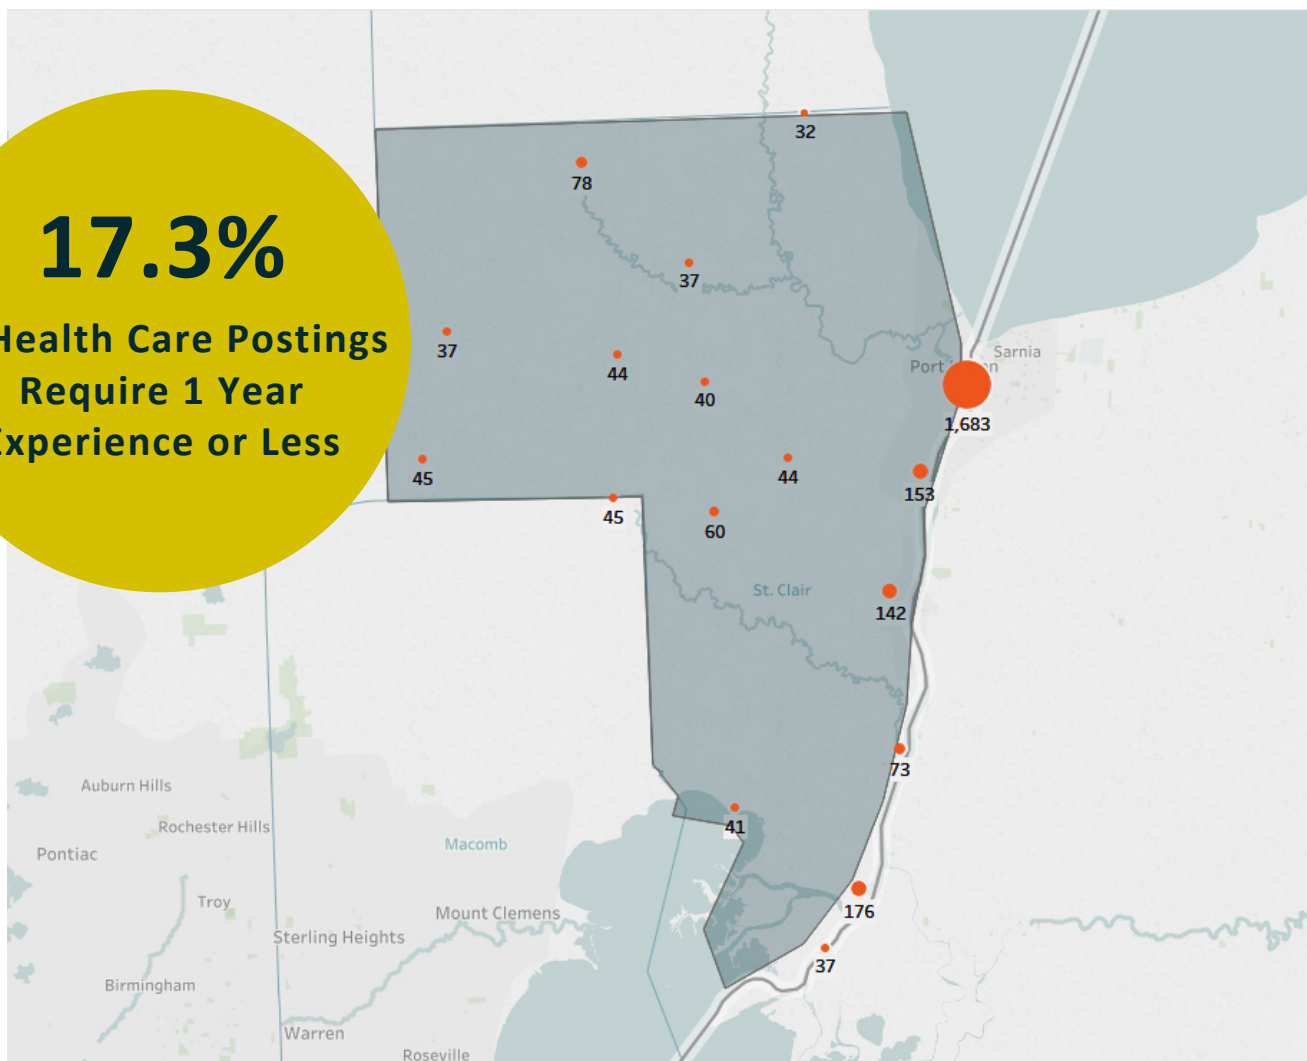 32
78
17.3%
37
Health Care Postings
Require 1 Year
Experience or Less
37
44
40
Sarnia
Port
1,683
45
44
153
45
60
St. Clair
142
73
Auburn Hills
41
Rochester Hills
Macomb
Pontiac
Troy
Mount Clemens
176
Sterling Heights
37
Birmingham
Warren
Roseville